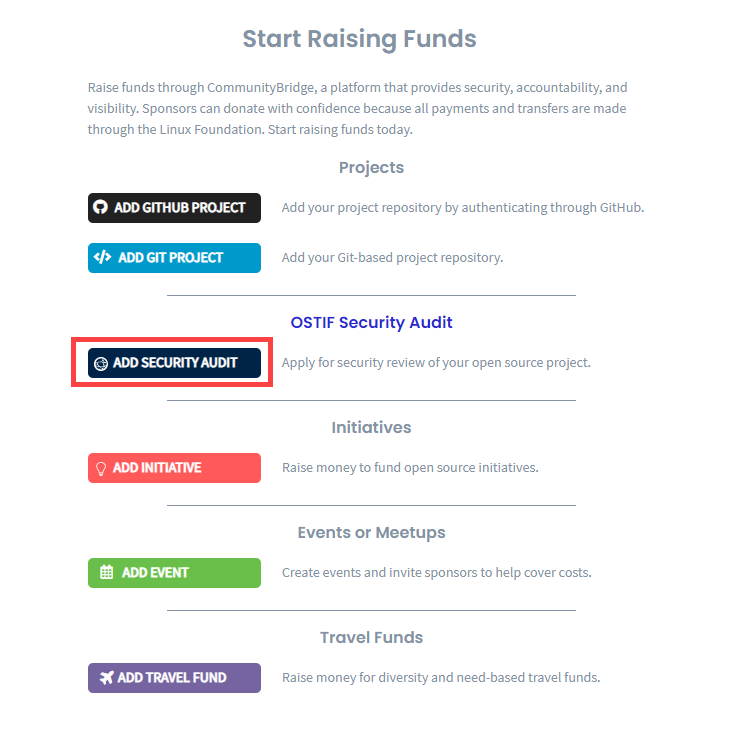 Start Raising Funds
Raise funds through CommunityBridge, a platform that provides security, accountability, and
visibility. Sponsors can donate with confidence because all payments and transfers are made
through the Linux Foundation. Start raising funds today.
Projects
ADD GITHUB PROJECT Add your project repository by authenticating through GitHub.
ADD GIT PROJECT Add your Git-based project repository.
OSTIF Security Audit
ADD SECURITY AUDIT Apply for security review of your open source project.
Initiatives
ADD INITIATIVE Raise money to fund open source initiatives.
Events or Meetups
ADD EVENT Create events and invite sponsors to help cover costs.
Travel Funds
ADD TRAVEL FUND Raise money for diversity and need-based travel funds.